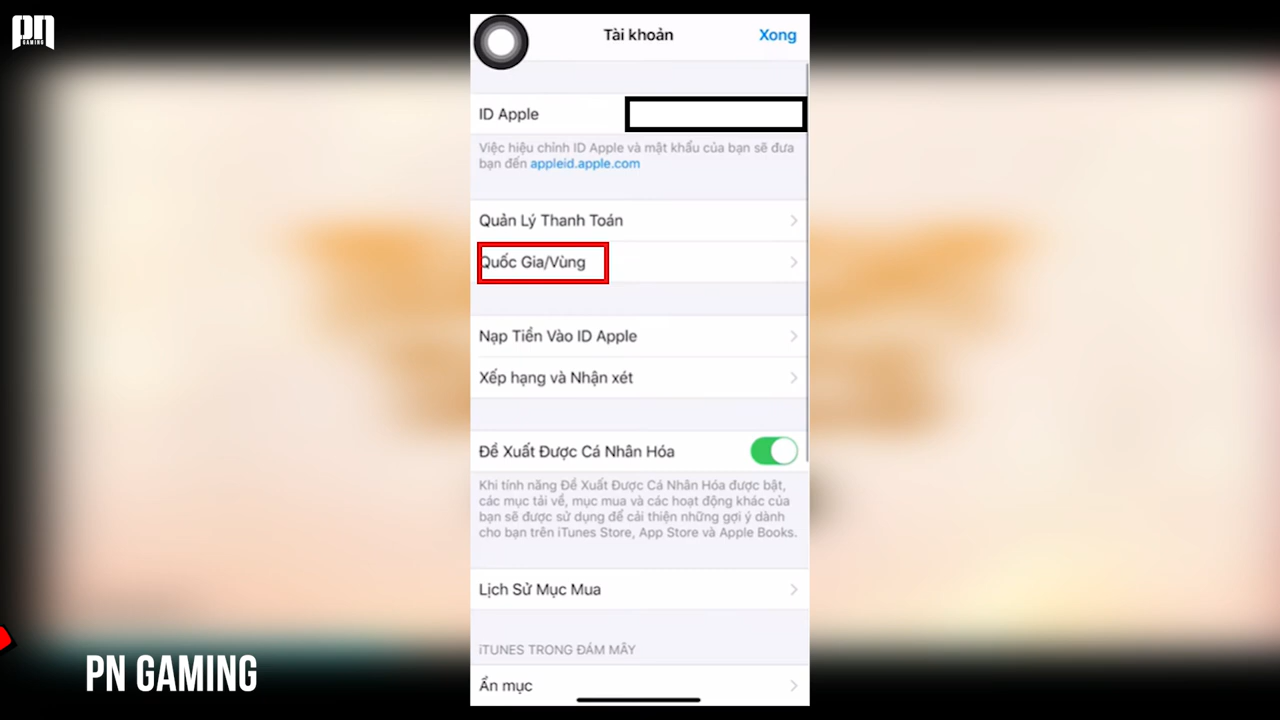 PN
GAMING
Tài khoản
Xong
ID Apple
Việc hiệu chỉnh ID Apple và mật khẩu của bạn sẽ đưa
bạn đến appleid.apple.com
Quản Lý Thanh Toán
Quốc Gia/Vùng
Nạp Tiền Vào ID Apple
Xếp hạng và Nhận xét
Đề Xuất Được Cá Nhân Hóa
Khi tính năng Đề Xuất Được Cá Nhân Hóa được bật,
các mục tải về, mục mua và các hoạt động khác của
bạn sẽ được sử dụng để cải thiện những gợi ý dành
cho bạn trên iTunes Store, App Store và Apple Books.
Lịch Sử Mục Mua
iTUNES TRONG ĐÁM MÂY
Ẩn mục
PN GAMING